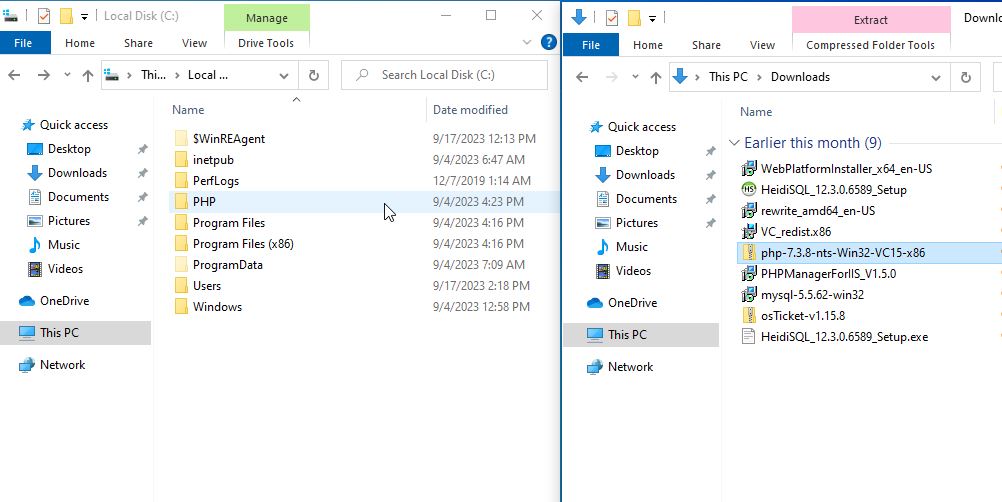 Local Disk (C:)
Manage
File
Home
Share
View
Drive Tools
Thi...
Local ...
Search Local Disk (C:)
Name
Date modified
Quick access
Desktop
Downloads
Documents
Pictures
Music
Videos
OneDrive
This PC
Network
$WinREAgent 9/17/2023 12:13 PM
inetpub 9/4/2023 6:47 AM
PerfLogs 12/7/2019 1:14 AM
PHP 9/4/2023 4:23 PM
Program Files 9/4/2023 4:16 PM
Program Files (x86) 9/4/2023 4:16 PM
ProgramData 9/4/2023 7:09 AM
Users 9/17/2023 2:18 PM
Windows 9/4/2023 12:58 PM
Extract
Downlo
File
Home
Share
View
Compressed Folder Tools
This PC
Downloads
Name
Quick access
Desktop
Downloads
Documents
Pictures
Music
Videos
OneDrive
This PC
Network
Earlier this month (9)
WebPlatformInstaller_x64_en-US
HeidiSQL_12.3.0.6589_Setup
rewrite_amd64_en-US
VC_redist.x86
php-7.3.8-nts-Win32-VC15-x86
PHPManagerForIIS_V1.5.0
mysql-5.5.62-win32
osTicket-v1.15.8
HeidiSQL_12.3.0.6589_Setup.exe